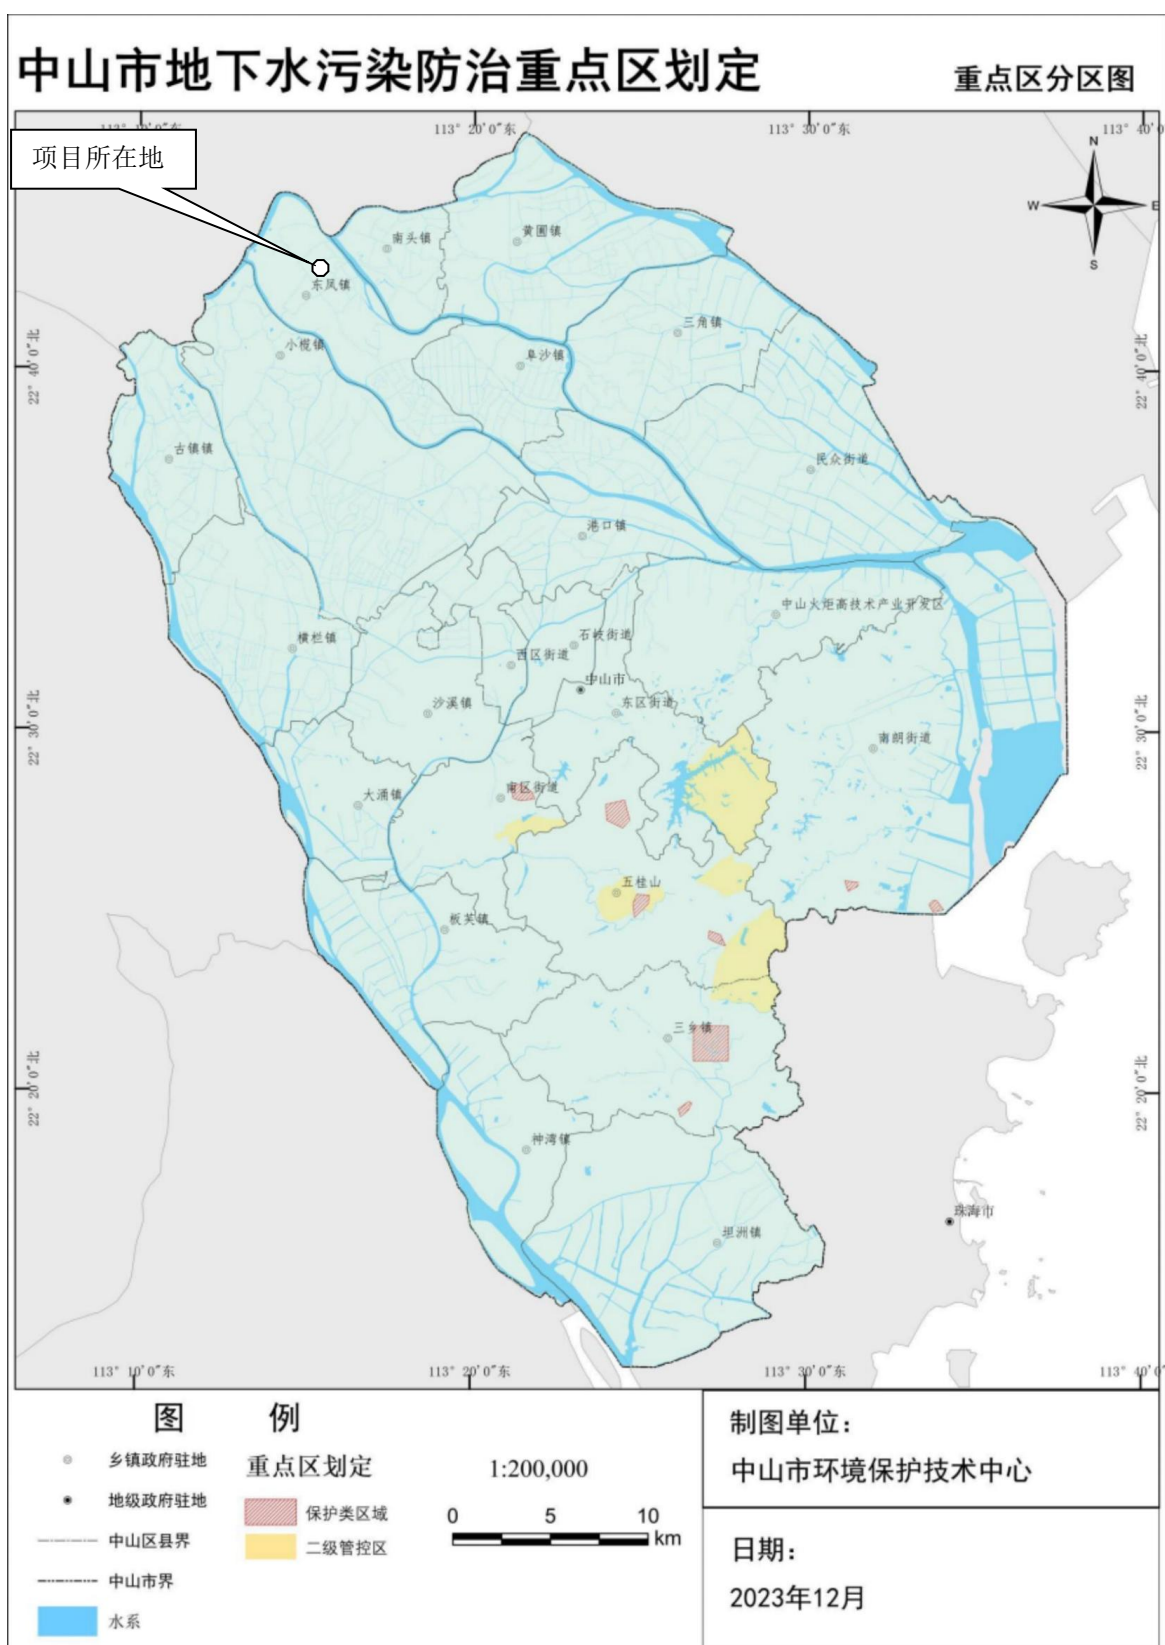 中山市地下水污染防治重点区划定
重点区分区图
113° 20'0"东
113° 30'0"东
项目所在地
N
W
E
S
黄圃镇
南头镇
东凤镇
三角镇
小榄镇
阜沙镇
22° 40'0"北
22° 40'0"北
古镇镇
民众街道
港口镇
中山火炬高技术产业开发区
横栏镇
石岐街道
西区街道
中山市
沙溪镇
东区街道
22° 30'0"北
22° 30'0"北
南朗街道
大涌镇
南区街道
五桂山
板芙镇
三乡镇
22° 20'0"北
22° 20'0"北
神湾镇
珠海市
坦洲镇
113° 10'0"东
113° 20'0"东
113° 30'0"东
113° 40'0
图 例
乡镇政府驻地
地级政府驻地
中山区县界
中山市界
水系
重点区划定
保护类区域
二级管控区
1:200,000
0 5 10
km
制图单位：
中山市环境保护技术中心
日期：
2023年12月